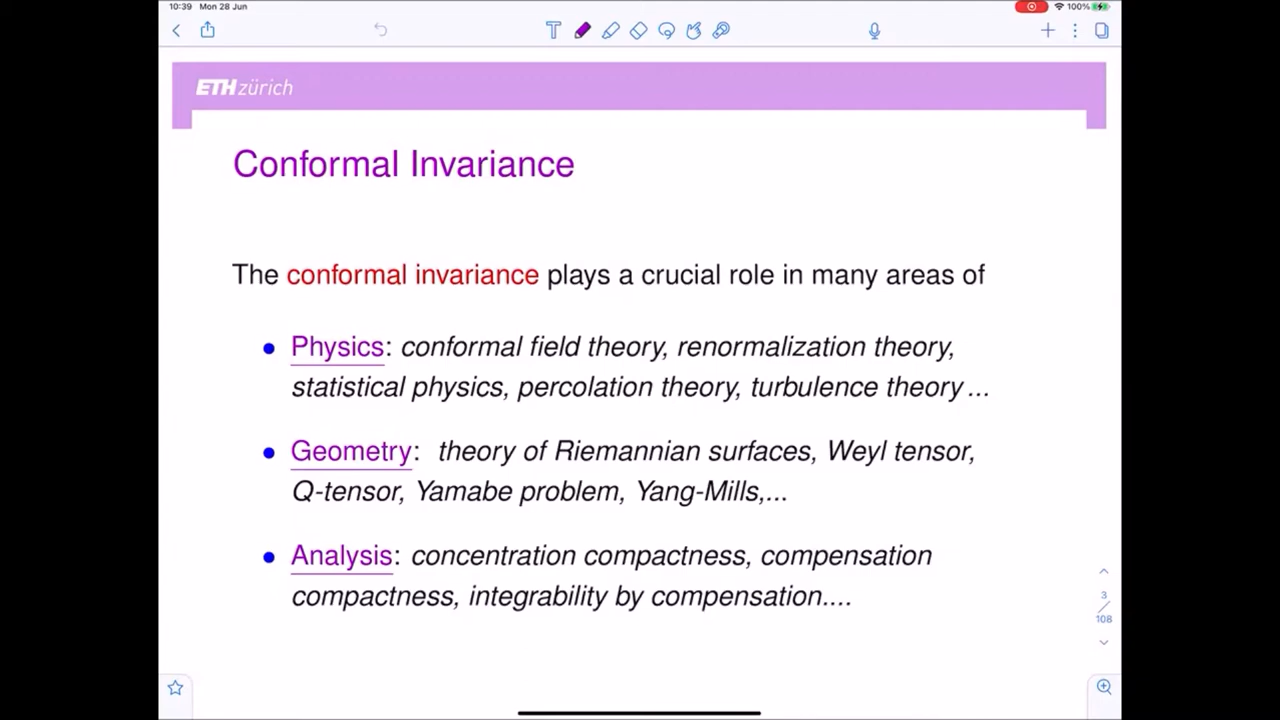 10:39 Mon 28 Jun 100%
ETH zürich
Conformal Invariance
The conformal invariance plays a crucial role in many areas of
• Physics: conformal field theory, renormalization theory,
statistical physics, percolation theory, turbulence theory ...
• Geometry: theory of Riemannian surfaces, Weyl tensor,
Q-tensor, Yamabe problem, Yang-Mills,...
• Analysis: concentration compactness, compensation
compactness, integrability by compensation....
3
/
108